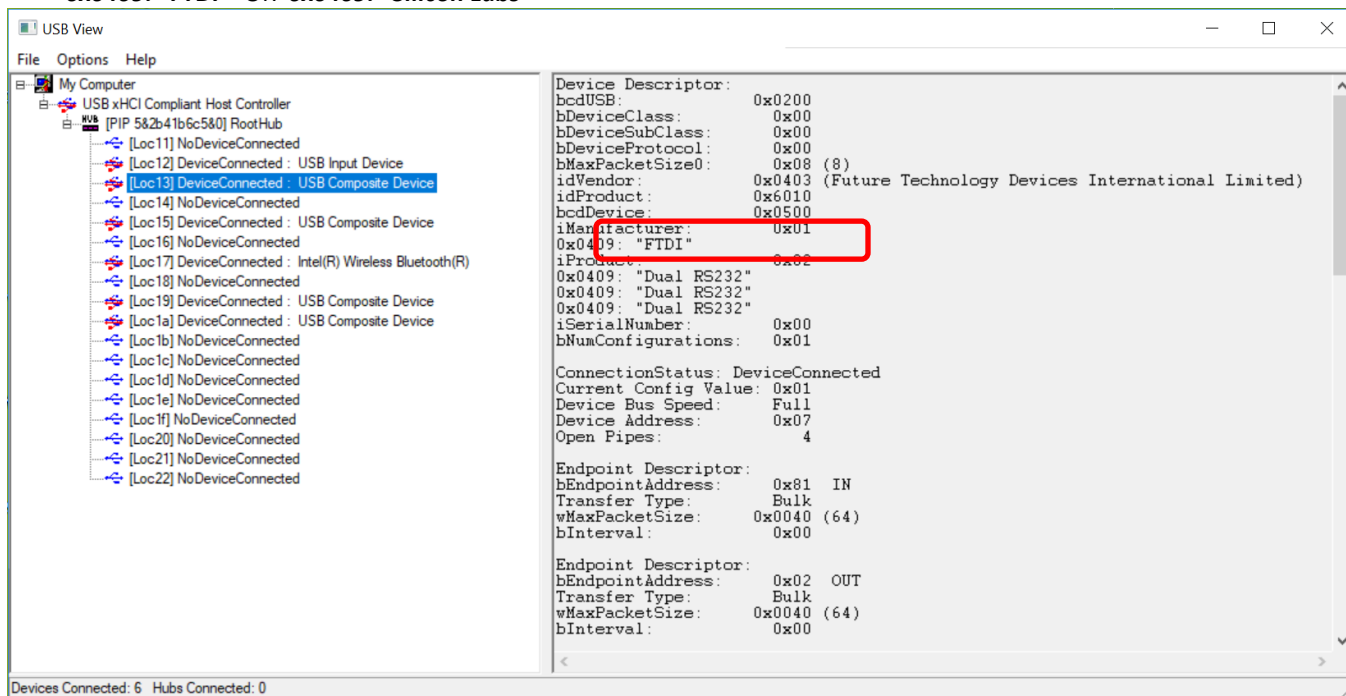 USB View
File Options Help
My Computer
USB xHCI Compliant Host Controller
[PIP 5&2b41b6c5&0] RootHub
[Loc11] NoDeviceConnected
[Loc12] DeviceConnected : USB Input Device
[Loc13] DeviceConnected : USB Composite Device
[Loc14] NoDeviceConnected
[Loc15] DeviceConnected : USB Composite Device
[Loc16] NoDeviceConnected
[Loc17] DeviceConnected : Intel(R) Wireless Bluetooth(R)
[Loc18] NoDeviceConnected
[Loc19] DeviceConnected : USB Composite Device
[Loc1a] DeviceConnected : USB Composite Device
[Loc1b] NoDeviceConnected
[Loc1c] NoDeviceConnected
[Loc1d] NoDeviceConnected
[Loc1e] NoDeviceConnected
[Loc1f] NoDeviceConnected
[Loc20] NoDeviceConnected
[Loc21] NoDeviceConnected
[Loc22] NoDeviceConnected
Device Descriptor:
bcdUSB: 0x0200
bDeviceClass: 0x00
bDeviceSubClass: 0x00
bDeviceProtocol: 0x00
bMaxPacketSize0: 0x08 (8)
idVendor: 0x0403 (Future Technology Devices International Limited)
idProduct: 0x6010
bcdDevice: 0x0500
iManufacturer: 0x01
0x0409: "FTDI"
iProduct: 0x02
0x0409: "Dual RS232"
0x0409: "Dual RS232"
0x0409: "Dual RS232"
iSerialNumber: 0x00
bNumConfigurations: 0x01
ConnectionStatus: DeviceConnected
Current Config Value: 0x01
Device Bus Speed: Full
Device Address: 0x07
Open Pipes: 4
Endpoint Descriptor:
bEndpointAddress: 0x81 IN
Transfer Type: Bulk
wMaxPacketSize: 0x0040 (64)
bInterval: 0x00
Endpoint Descriptor:
bEndpointAddress: 0x02 OUT
Transfer Type: Bulk
wMaxPacketSize: 0x0040 (64)
bInterval: 0x00
Devices Connected: 6 Hubs Connected: 0